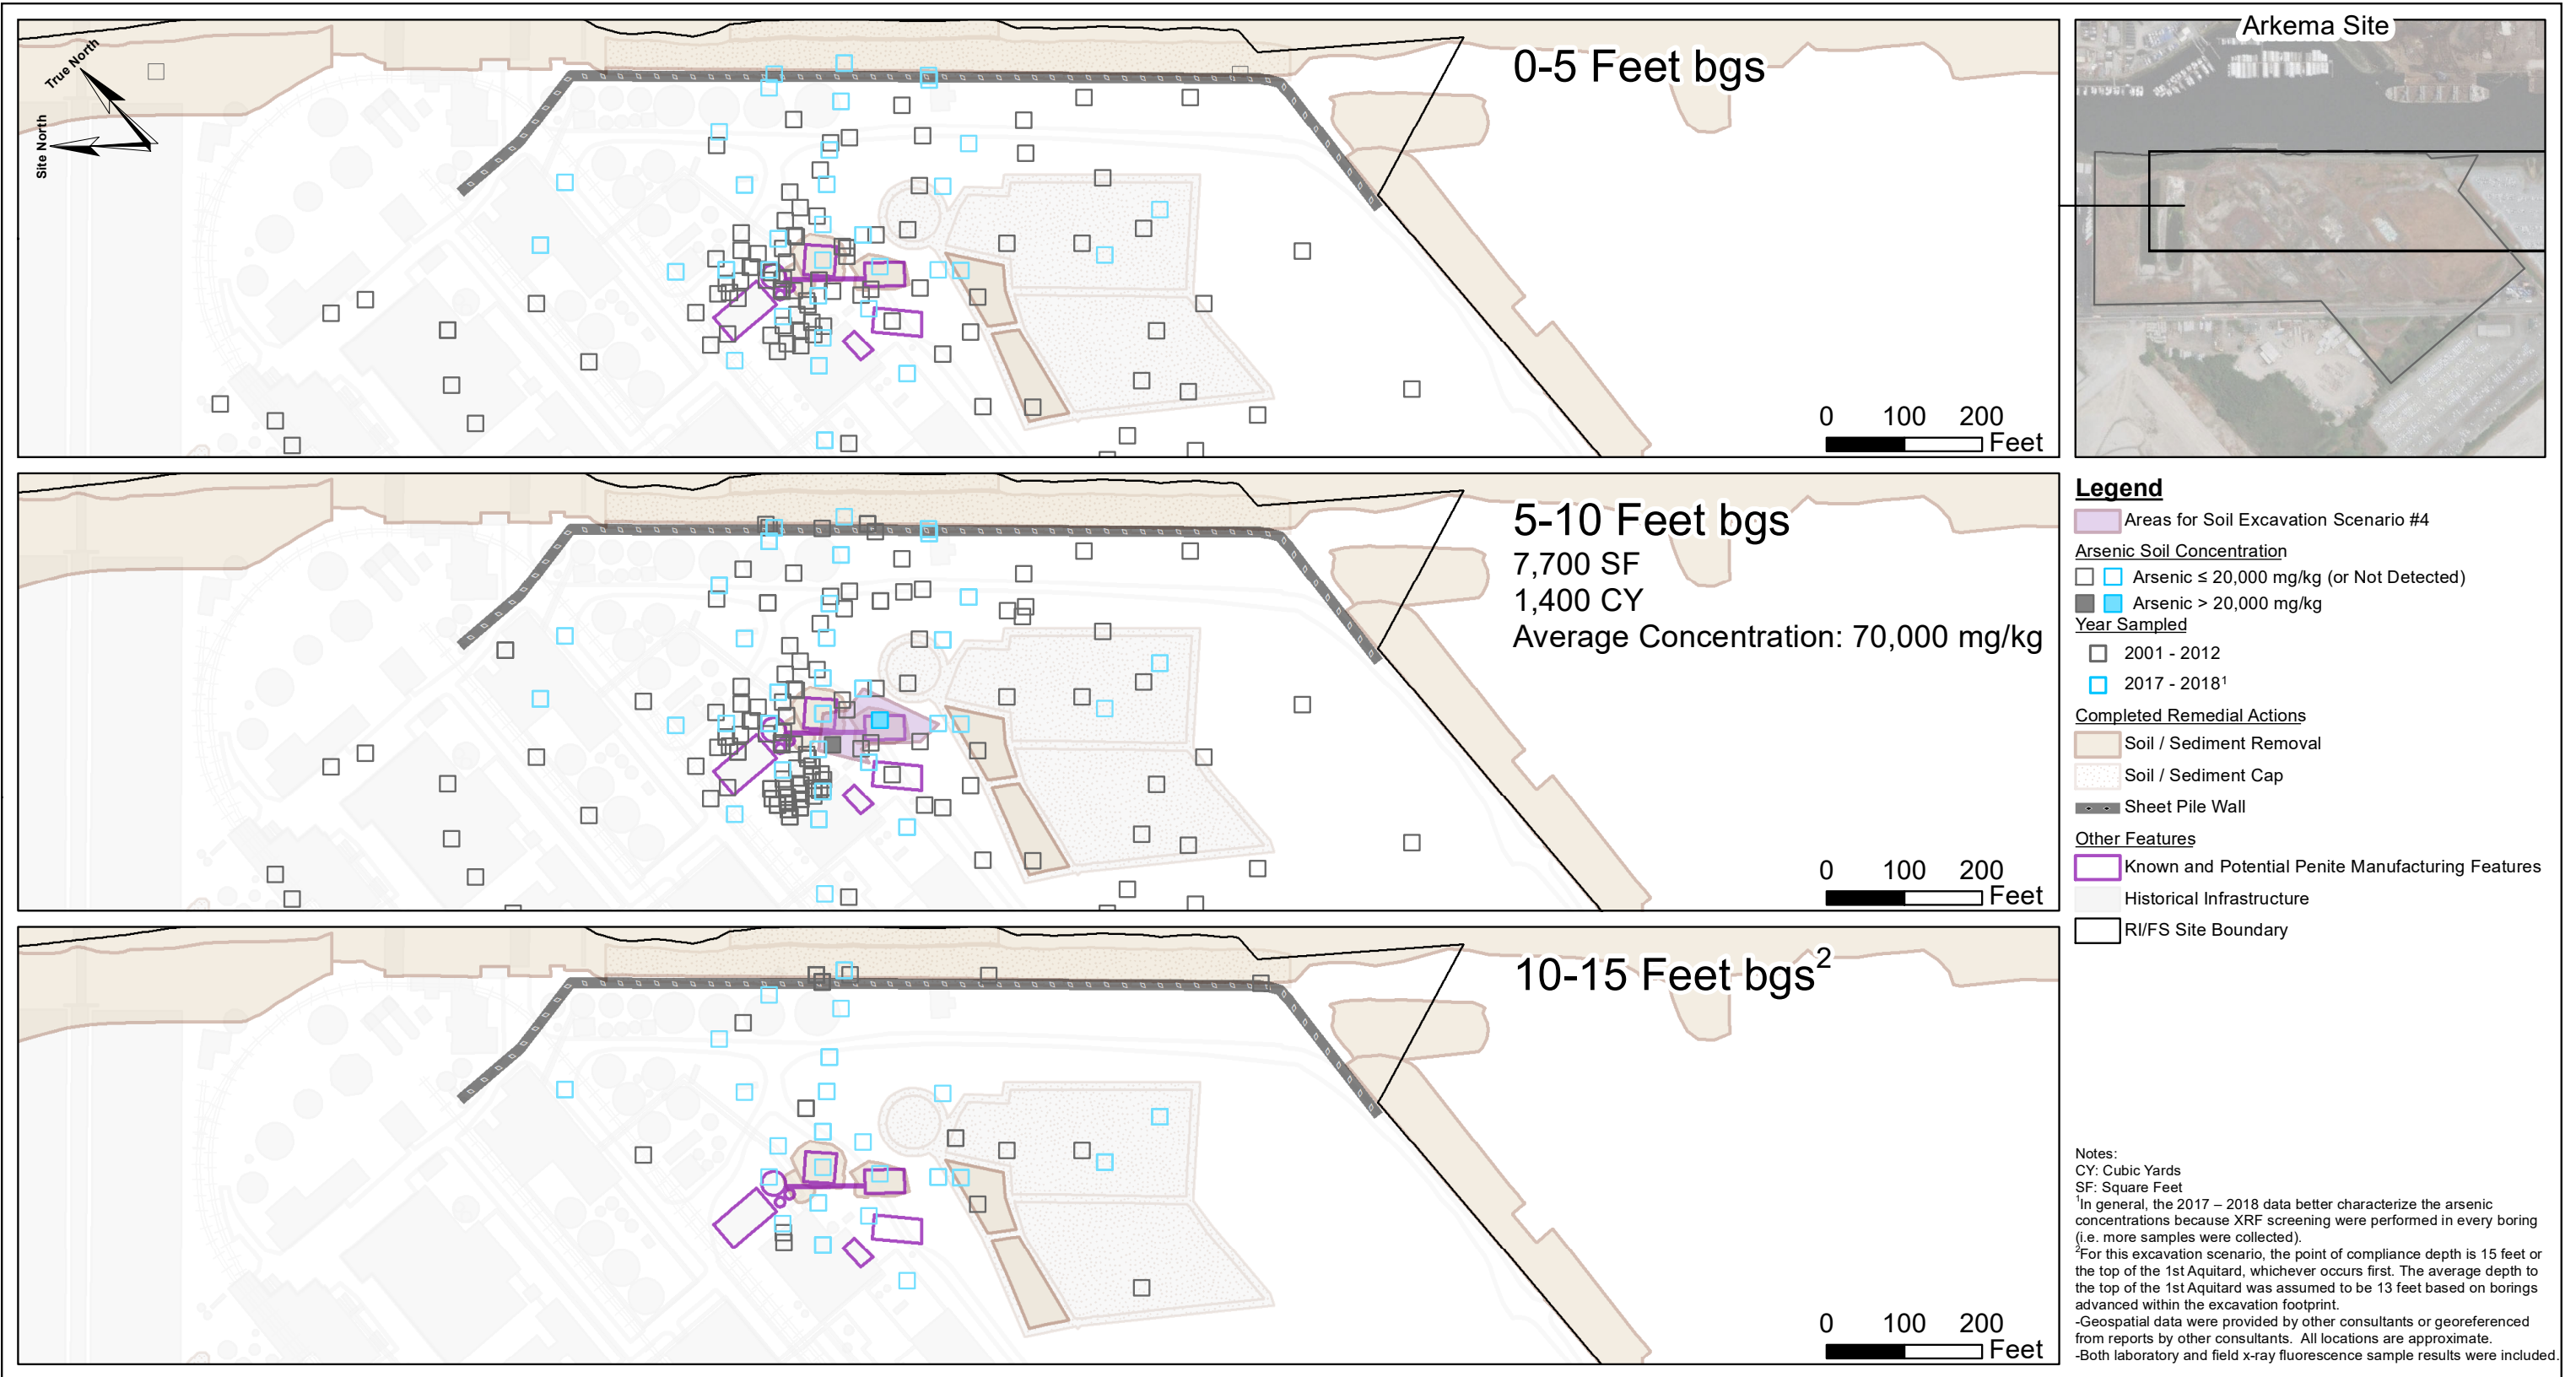 True North
Site North
0-5 Feet bgs
0 100 200
Feet
Arkema Site
5-10 Feet bgs
7,700 SF
1,400 CY
Average Concentration: 70,000 mg/kg
0 100 200
Feet
10-15 Feet bgs2
0 100 200
Feet
Legend
Areas for Soil Excavation Scenario #4
Arsenic Soil Concentration
Arsenic ≤ 20,000 mg/kg (or Not Detected)
Arsenic > 20,000 mg/kg
Year Sampled
2001 - 2012
2017 - 2018¹
Completed Remedial Actions
Soil / Sediment Removal
Soil / Sediment Cap
Sheet Pile Wall
Other Features
Known and Potential Penite Manufacturing Features
Historical Infrastructure
RI/FS Site Boundary
Notes:
CY: Cubic Yards
SF: Square Feet
¹In general, the 2017 – 2018 data better characterize the arsenic
concentrations because XRF screening were performed in every boring
(i.e. more samples were collected).
²For this excavation scenario, the point of compliance depth is 15 feet or
the top of the 1st Aquitard, whichever occurs first. The average depth to
the top of the 1st Aquitard was assumed to be 13 feet based on borings
advanced within the excavation footprint.
-Geospatial data were provided by other consultants or georeferenced
from reports by other consultants. All locations are approximate.
-Both laboratory and field x-ray fluorescence sample results were included.